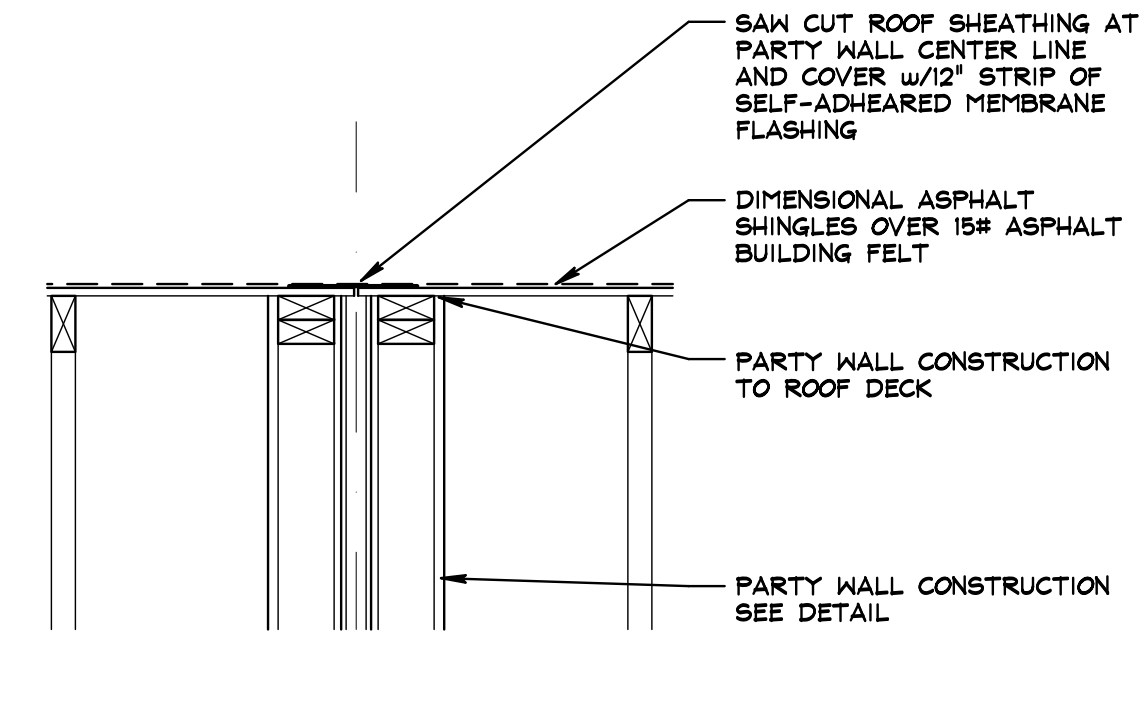 SAW CUT ROOF SHEATHING AT
PARTY WALL CENTER LINE
AND COVER w/12" STRIP OF
SELF-ADHEARED MEMBRANE
FLASHING
DIMENSIONAL ASPHALT
SHINGLES OVER 15# ASPHALT
BUILDING FELT
PARTY WALL CONSTRUCTION
TO ROOF DECK
PARTY WALL CONSTRUCTION
SEE DETAIL